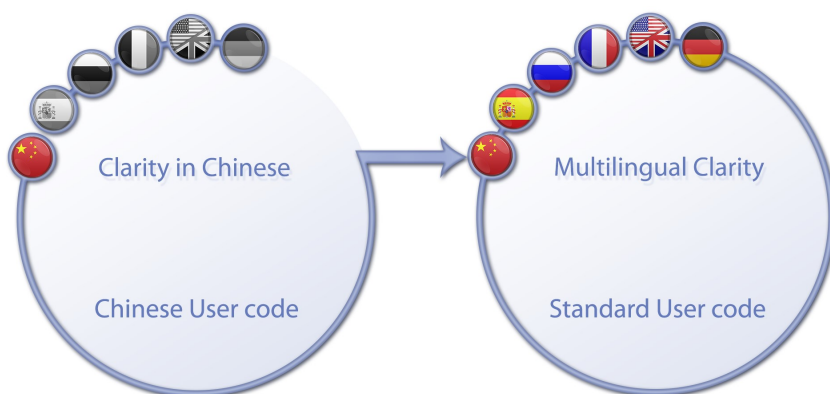 Clarity in Chinese
Chinese User code
Multilingual Clarity
Standard User code